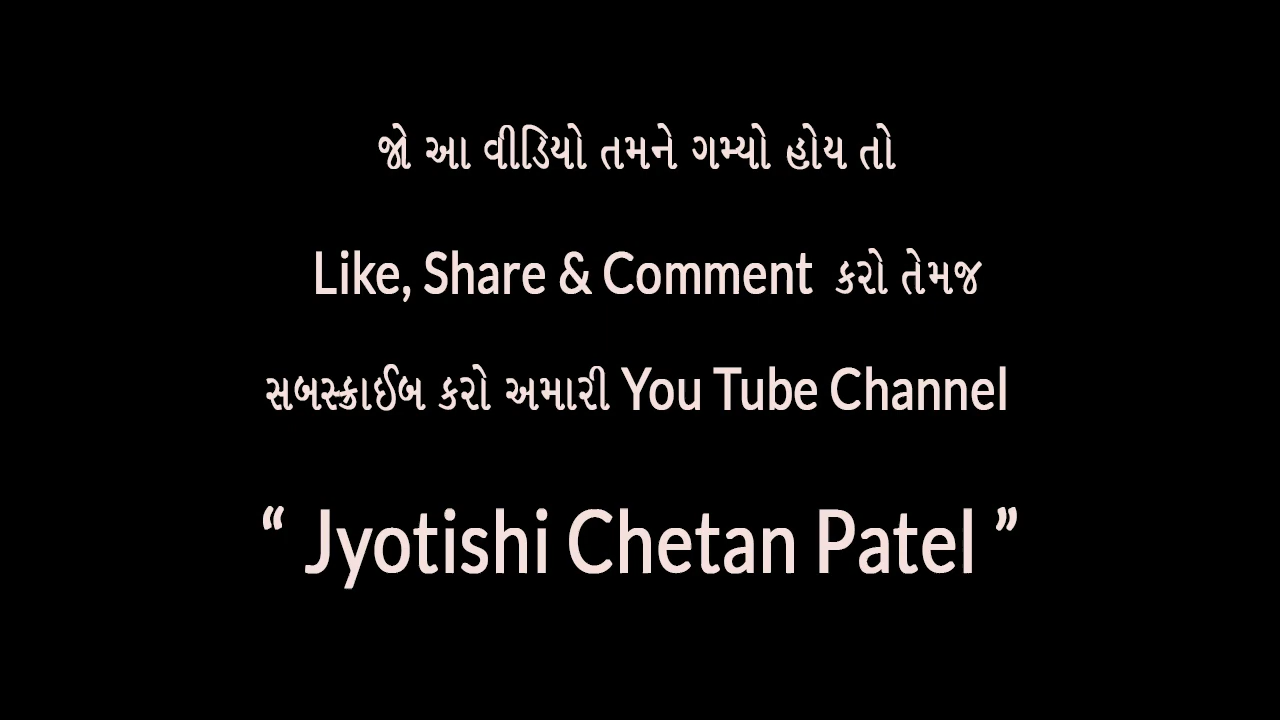 જો આ વીડિયો તમને ગમ્યો હોય તો
Like, Share & Comment કરો તેમજ
સબસ્ક્રાઈબ કરો અમારી You Tube Channel
“ Jyotishi Chetan Patel ”